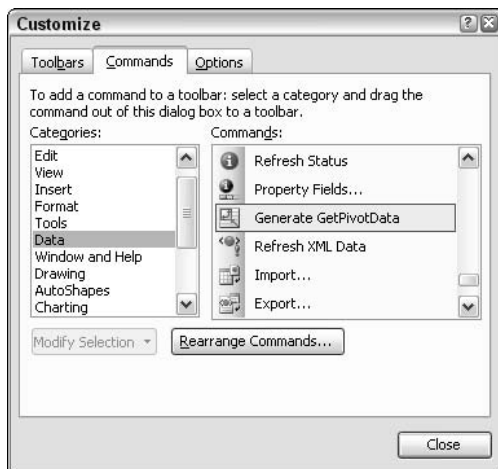 Customize
Toolbars Commands Options
To add a command to a toolbar: select a category and drag the
command out of this dialog box to a toolbar.
Categories:
Edit
View
Insert
Format
Tools
Data
Window and Help
Drawing
AutoShapes
Charting
Commands:
Refresh Status
Property Fields...
Generate GetPivotData
Refresh XML Data
Import...
Export...
Modify Selection
Rearrange Commands...
Close